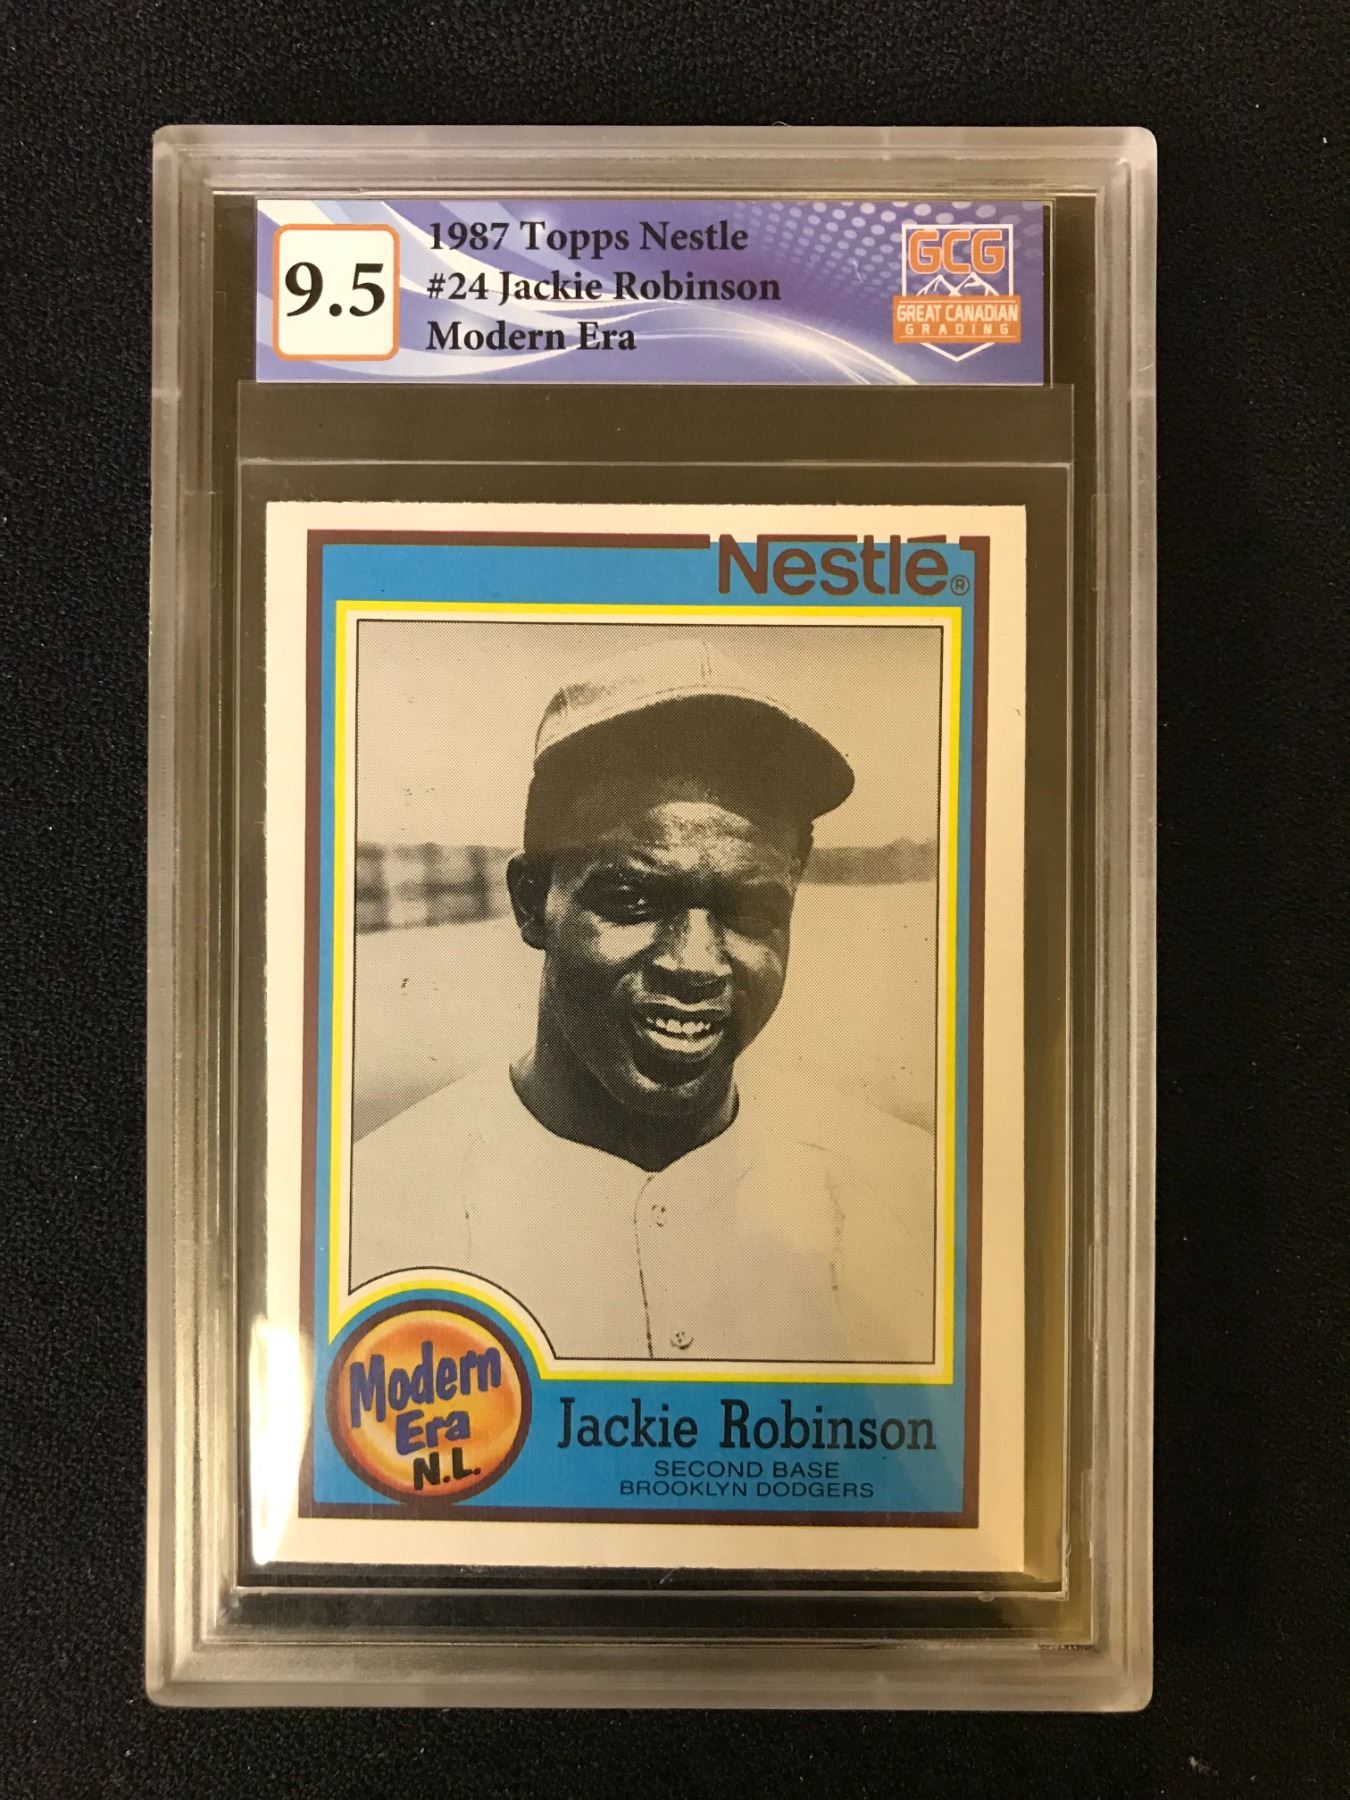 9.5
1987 Topps Nestle
#24 Jackie Robinson
Modern Era
GCG
GREAT CANADIAN
GRADING
Nestlé®
Modern
Era
N.L.
Jackie Robinson
SECOND BASE
BROOKLYN DODGERS